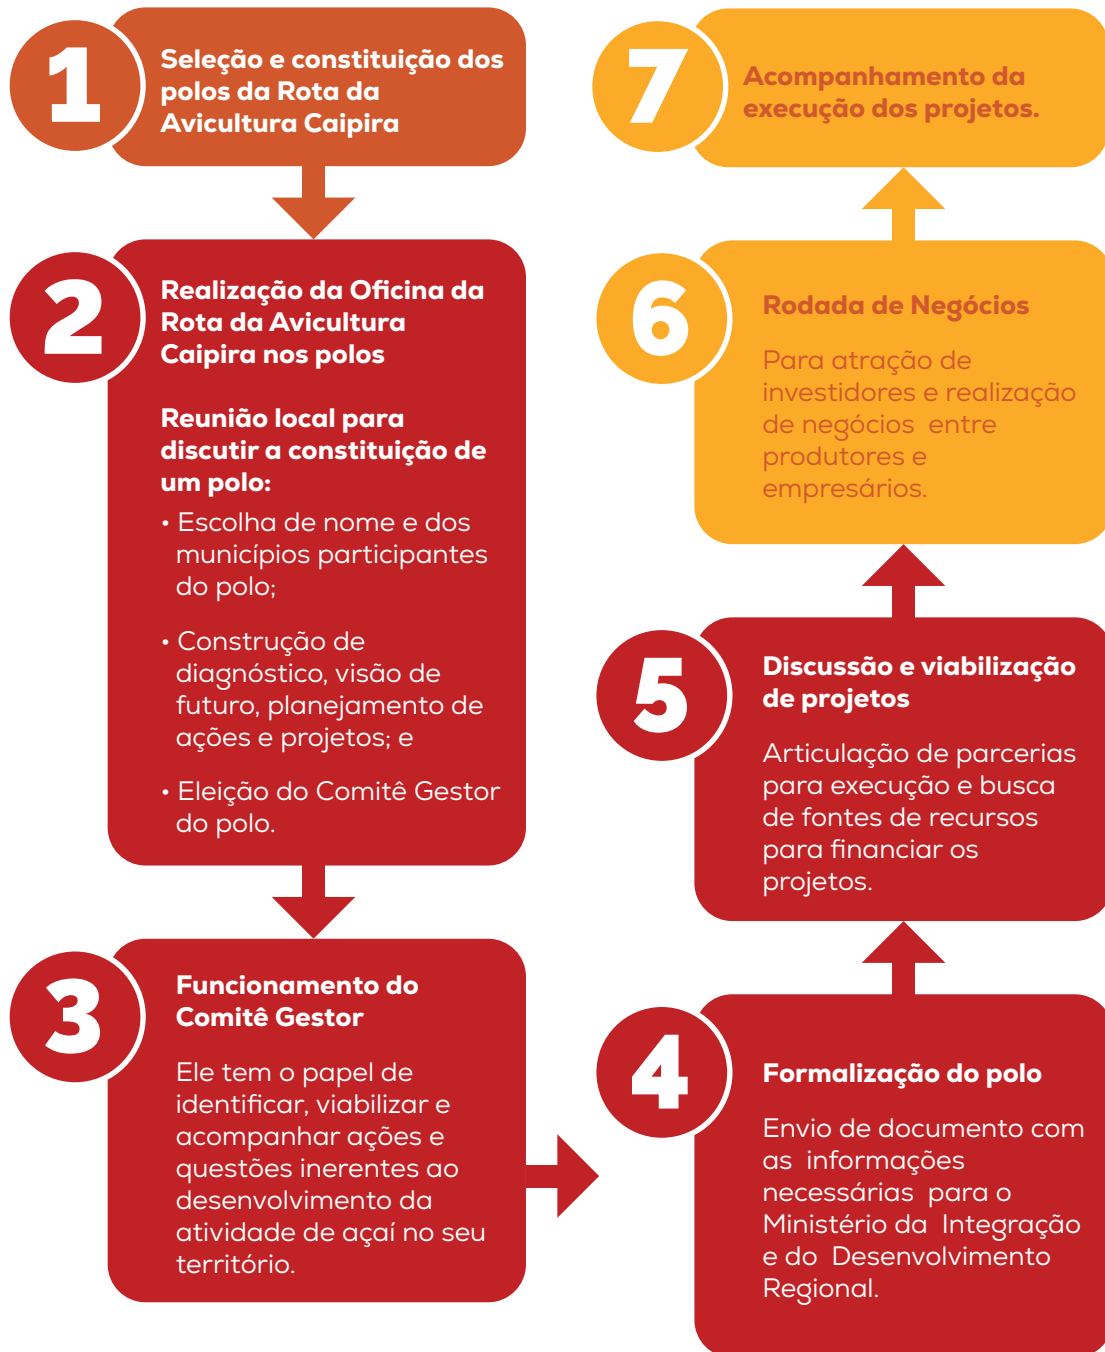 1
Seleção e constituição dos
polos da Rota da
Avicultura Caipira
2
Realização da Oficina da
Rota da Avicultura
Caipira nos polos
Reunião local para
discutir a constituição de
um polo:
• Escolha de nome e dos
municípios participantes
do polo;
• Construção de
diagnóstico, visão de
futuro, planejamento de
ações e projetos; e
• Eleição do Comitê Gestor
do polo.
3
Funcionamento do
Comitê Gestor
Ele tem o papel de
identificar, viabilizar e
acompanhar ações e
questões inerentes ao
desenvolvimento da
atividade de açaí no seu
território.
4
Formalização do polo
Envio de documento com
as informações
necessárias para o
Ministério da Integração
e do Desenvolvimento
Regional.
5
Discussão e viabilização
de projetos
Articulação de parcerias
para execução e busca
de fontes de recursos
para financiar os
projetos.
6
Rodada de Negócios
Para atração de
investidores e realização
de negócios entre
produtores e
empresários.
7
Acompanhamento da
execução dos projetos.